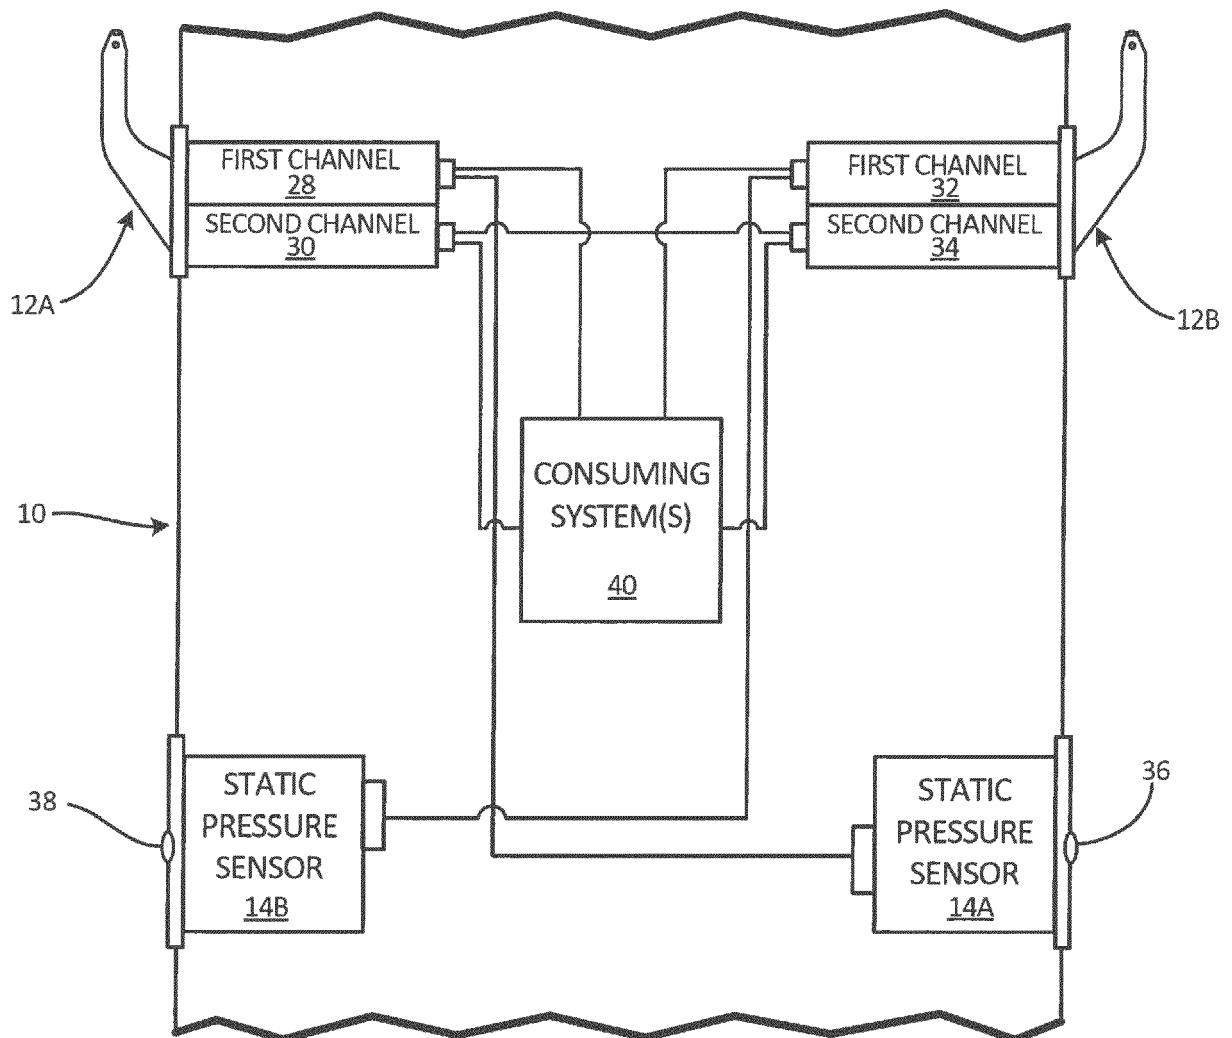 FIRST CHANNEL
28
SECOND CHANNEL
30
FIRST CHANNEL
32
SECOND CHANNEL
34
12A
12B
CONSUMING
SYSTEM(S)
40
10
STATIC
PRESSURE
SENSOR
14B
38
STATIC
PRESSURE
SENSOR
14A
36